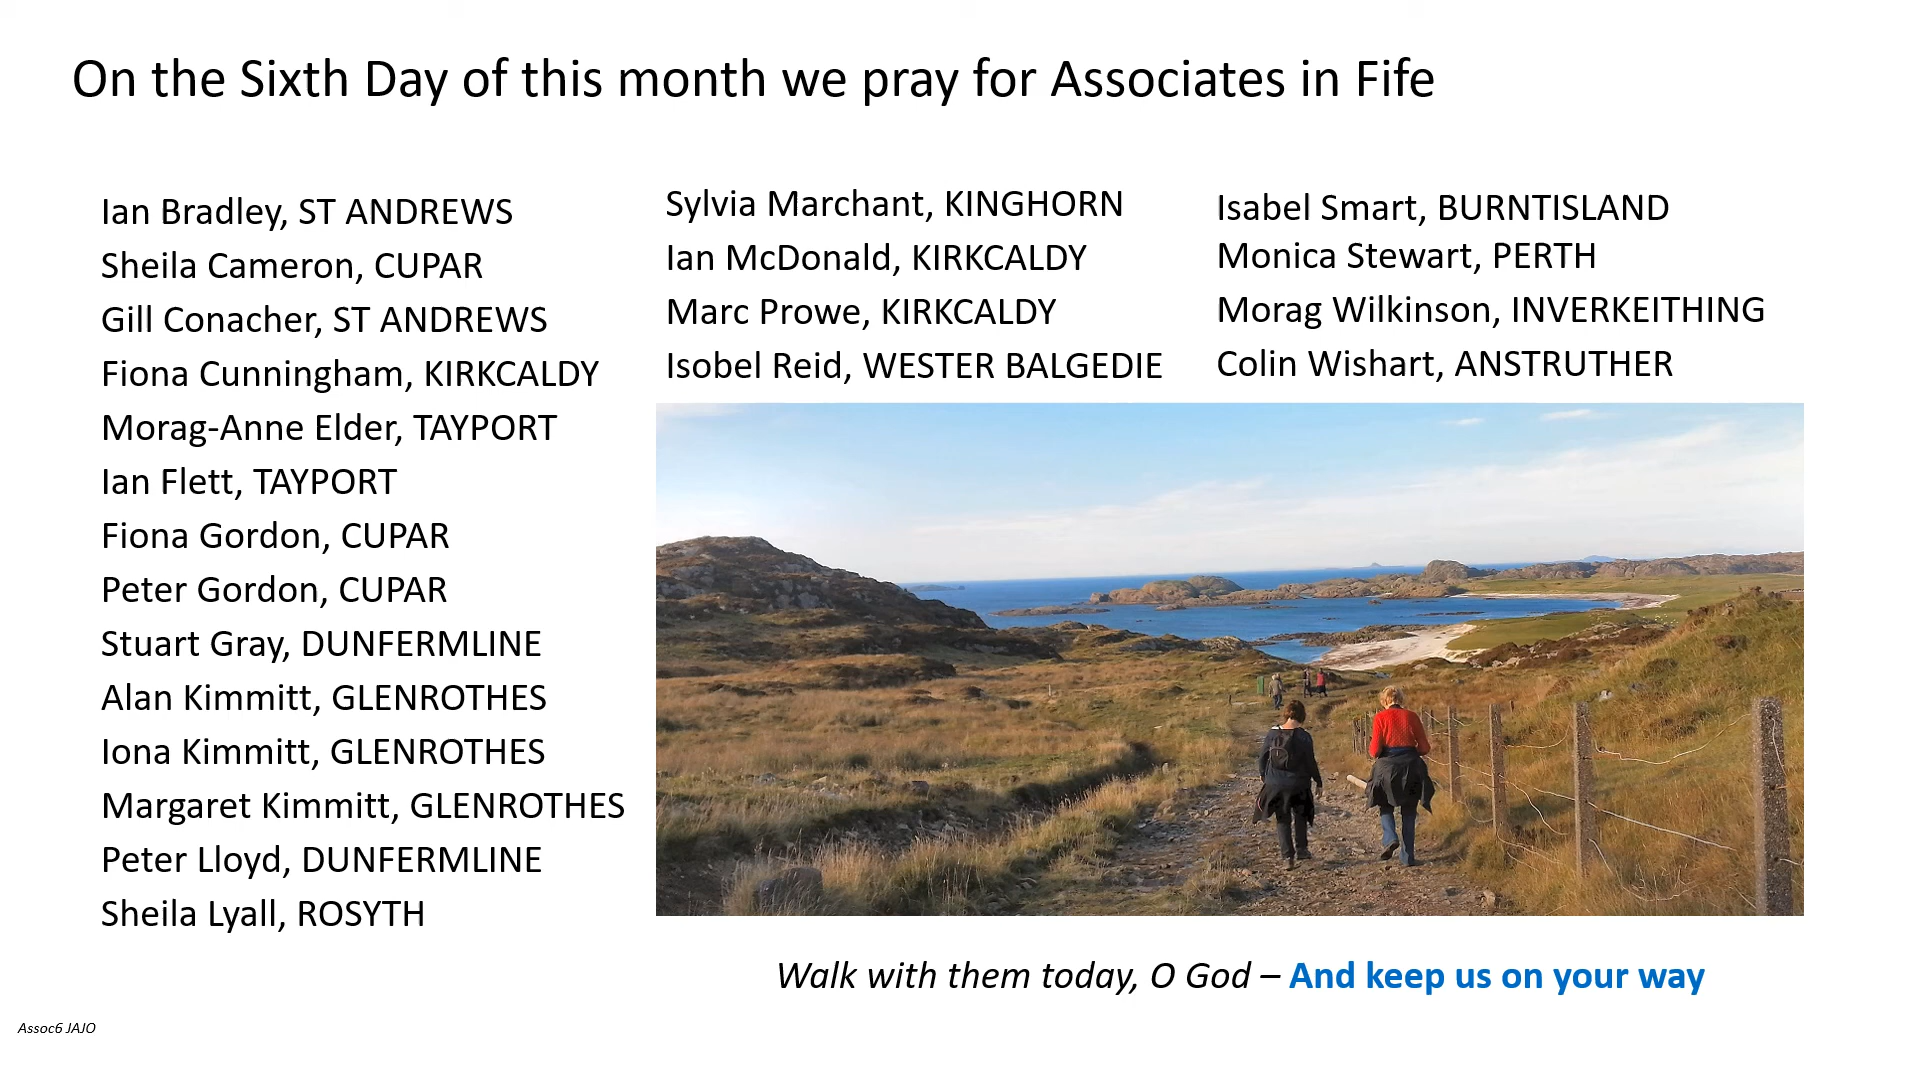 On the Sixth Day of this month we pray for Associates in Fife
Ian Bradley, ST ANDREWS
Sheila Cameron, CUPAR
Gill Conacher, ST ANDREWS
Fiona Cunningham, KIRKCALDY
Morag-Anne Elder, TAYPORT
Ian Flett, TAYPORT
Fiona Gordon, CUPAR
Peter Gordon, CUPAR
Stuart Gray, DUNFERMLINE
Alan Kimmitt, GLENROTHES
Iona Kimmitt, GLENROTHES
Margaret Kimmitt, GLENROTHES
Peter Lloyd, DUNFERMLINE
Sheila Lyall, ROSYTH
Sylvia Marchant, KINGHORN
Ian McDonald, KIRKCALDY
Marc Prowe, KIRKCALDY
Isobel Reid, WESTER BALGEDIE
Isabel Smart, BURNTISLAND
Monica Stewart, PERTH
Morag Wilkinson, INVERKEITHING
Colin Wishart, ANSTRUTHER
Walk with them today, O God – And keep us on your way
Assoc6 JAJO